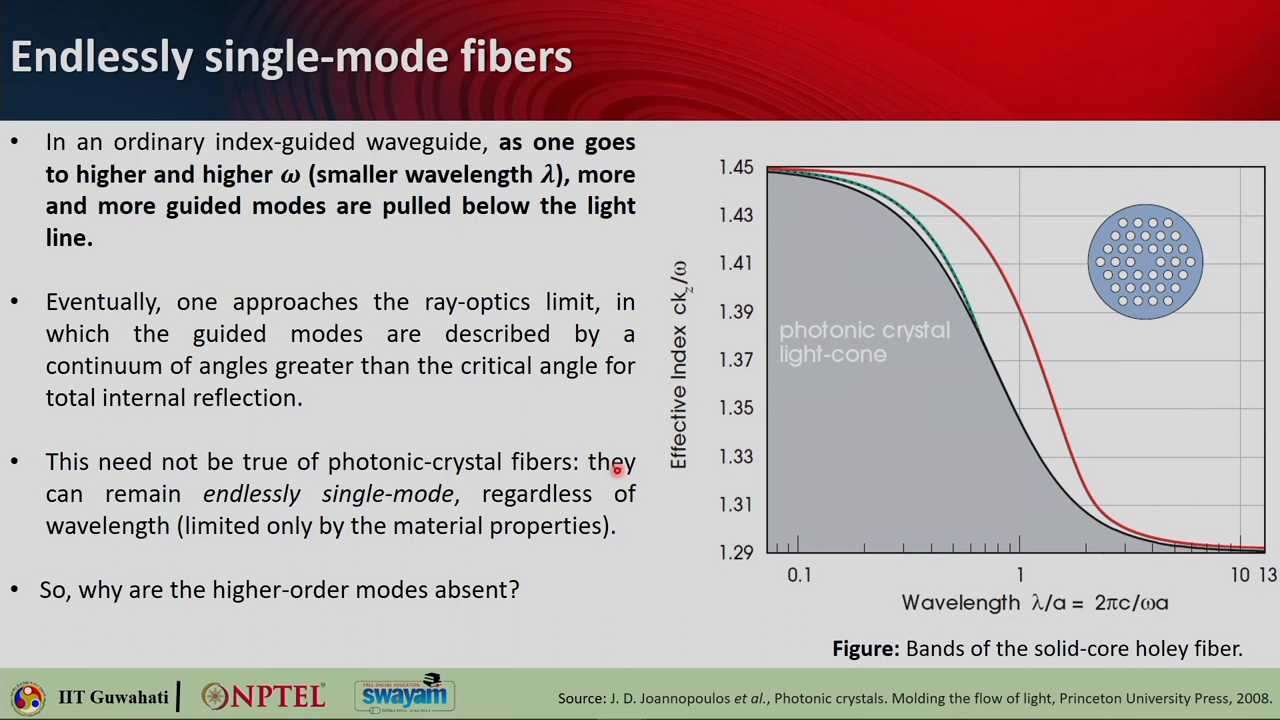 Endlessly single-mode fibers
• In an ordinary index-guided waveguide, as one goes
to higher and higher ω (smaller wavelength λ), more
and more guided modes are pulled below the light
line.
• Eventually, one approaches the ray-optics limit, in
which the guided modes are described by a
continuum of angles greater than the critical angle for
total internal reflection.
• This need not be true of photonic-crystal fibers: they
can remain endlessly single-mode, regardless of
wavelength (limited only by the material properties).
• So, why are the higher-order modes absent?
Effective Index ck_z/ω
1.45
1.43
1.41
1.39
1.37
1.35
1.33
1.31
1.29
photonic crystal
light-cone
0.1 1 10 13
Wavelength λ/a = 2πc/ωa
Figure: Bands of the solid-core holey fiber.
IIT Guwahati
NPTEL
swayam
Source: J. D. Joannopoulos et al., Photonic crystals. Molding the flow of light, Princeton University Press, 2008.